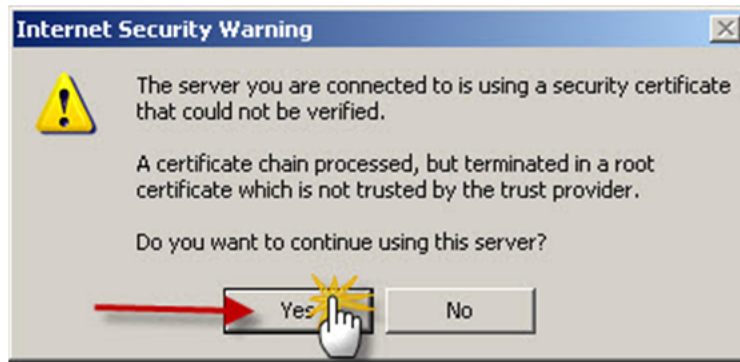 Internet Security Warning
The server you are connected to is using a security certificate
that could not be verified.
A certificate chain processed, but terminated in a root
certificate which is not trusted by the trust provider.
Do you want to continue using this server?
Yes
No